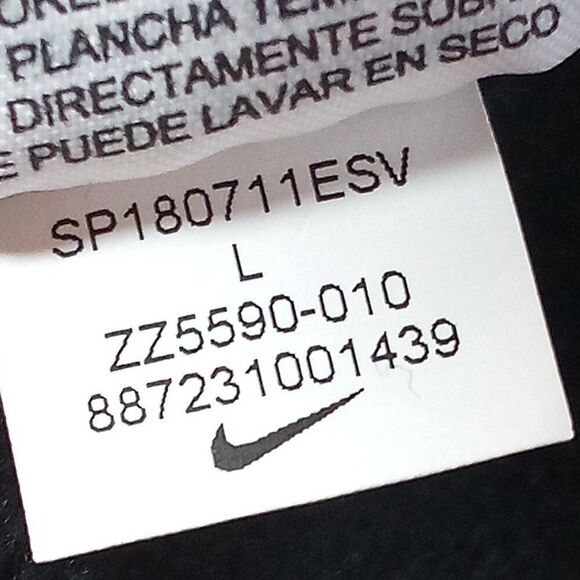 PLANCHA
DIRECTAMENTE
PUEDE LAVAR EN SECO
SP180711ESV
L
ZZ5590-010
887231001439